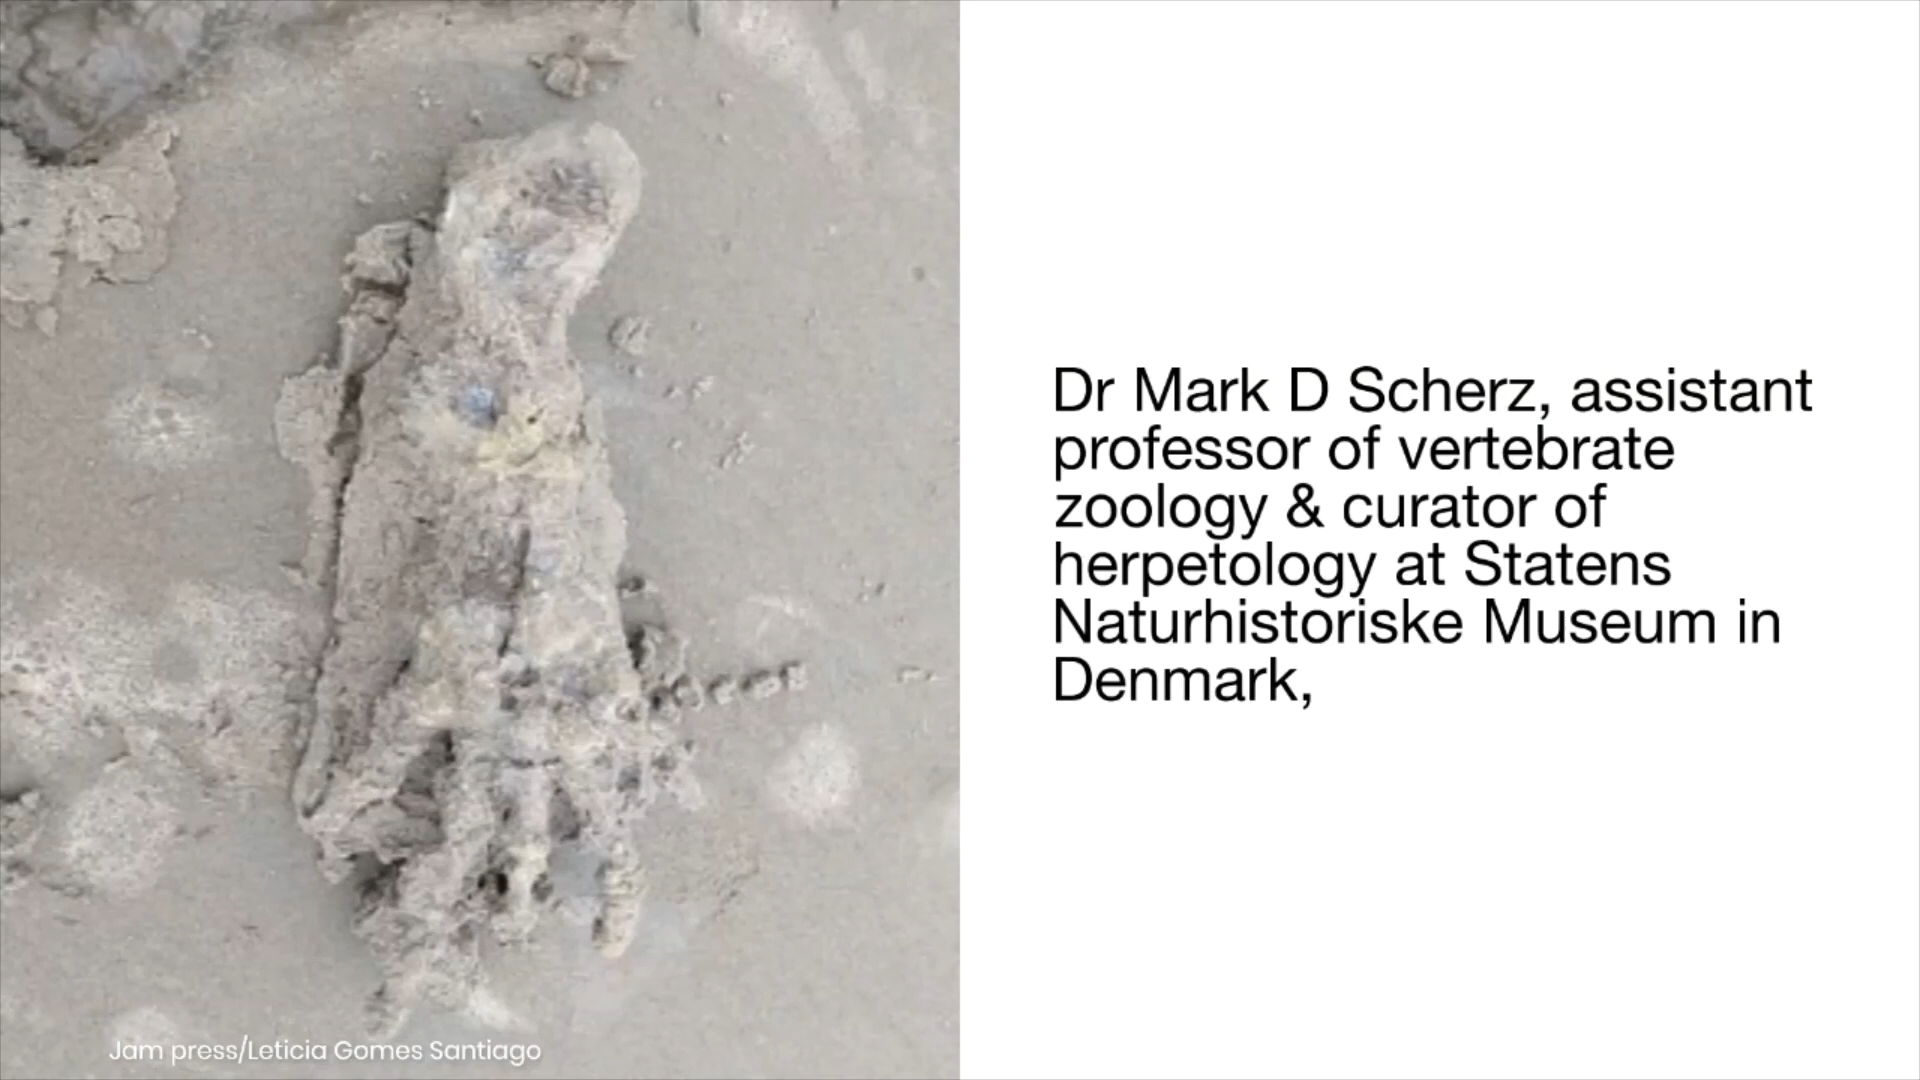 Dr Mark D Scherz, assistant
professor of vertebrate
zoology & curator of
herpetology at Statens
Naturhistoriske Museum in
Denmark,
Jam press/Leticia Gomes Santiago